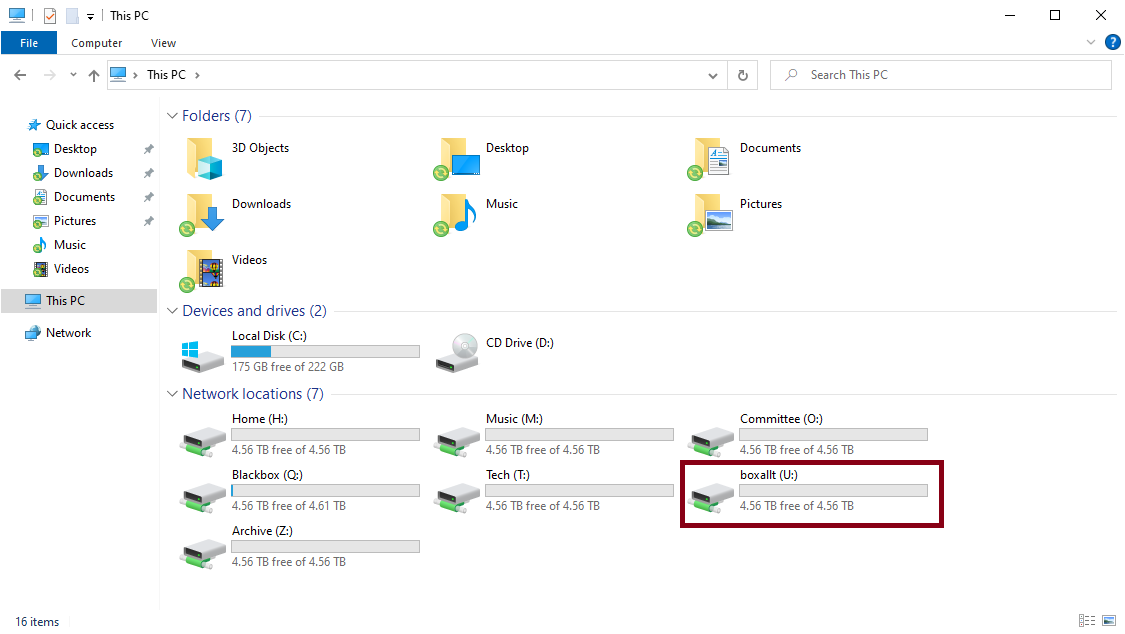 This PC
File Computer View
This PC
Search This PC
Quick access
Desktop
Downloads
Documents
Pictures
Music
Videos
This PC
Network
Folders (7)
3D Objects
Desktop
Documents
Downloads
Music
Pictures
Videos
Devices and drives (2)
Local Disk (C:)
175 GB free of 222 GB
CD Drive (D:)
Network locations (7)
Home (H:)
4.56 TB free of 4.56 TB
Music (M:)
4.56 TB free of 4.56 TB
Committee (O:)
4.56 TB free of 4.56 TB
Blackbox (Q:)
4.56 TB free of 4.61 TB
Tech (T:)
4.56 TB free of 4.56 TB
boxallt (U:)
4.56 TB free of 4.56 TB
Archive (Z:)
4.56 TB free of 4.56 TB
16 items